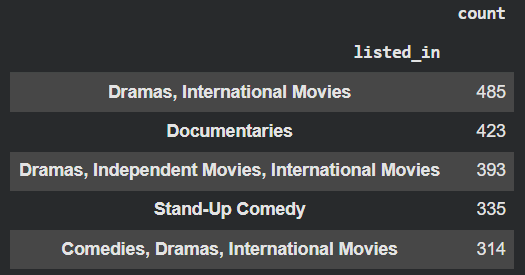 count
listed_in
Dramas, International Movies 485
Documentaries 423
Dramas, Independent Movies, International Movies 393
Stand-Up Comedy 335
Comedies, Dramas, International Movies 314